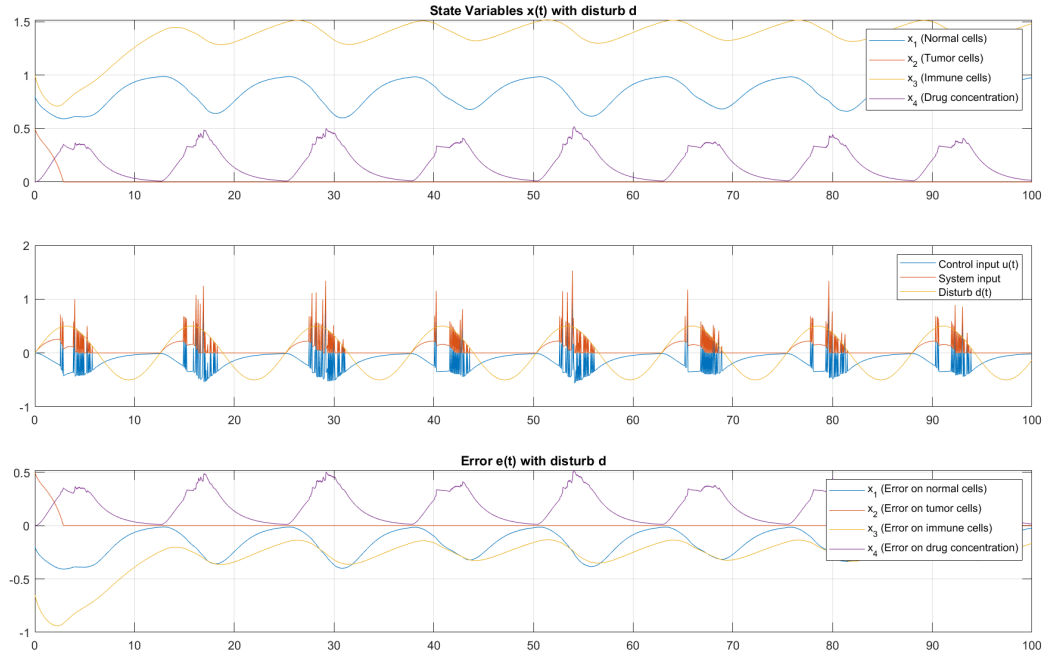 State Variables x(t) with disturb d
1.5
1
0.5
0
x₁ (Normal cells)
x₂ (Tumor cells)
x₃ (Immune cells)
x₄ (Drug concentration)
0 10 20 30 40 50 60 70 80 90 100
2
1
0
-1
Control input u(t)
System input
Disturb d(t)
0 10 20 30 40 50 60 70 80 90 100
Error e(t) with disturb d
0.5
0
-0.5
-1
x₁ (Error on normal cells)
x₂ (Error on tumor cells)
x₃ (Error on immune cells)
x₄ (Error on drug concentration)
0 10 20 30 40 50 60 70 80 90 100